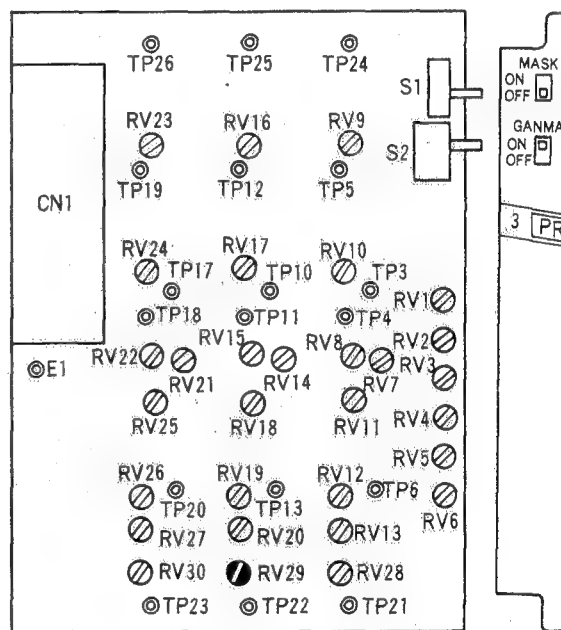 TP26 TP25 TP24
MASK
S1 ON
OFF
RV23 RV16 RV9
GANMA
S2 ON
OFF
TP19 TP12 TP5
CN1
3 PR
RV24 RV17 RV10
TP17 TP10 TP3
RV1
TP18 TP11 TP4
RV15 RV8 RV2
RV22 RV3
E1 RV21 RV14 RV7
RV25 RV18 RV11 RV4
RV5
RV26 RV19 RV12
TP20 TP13 TP6
RV6
RV27 RV20 RV13
RV30 RV29 RV28
TP23 TP22 TP21